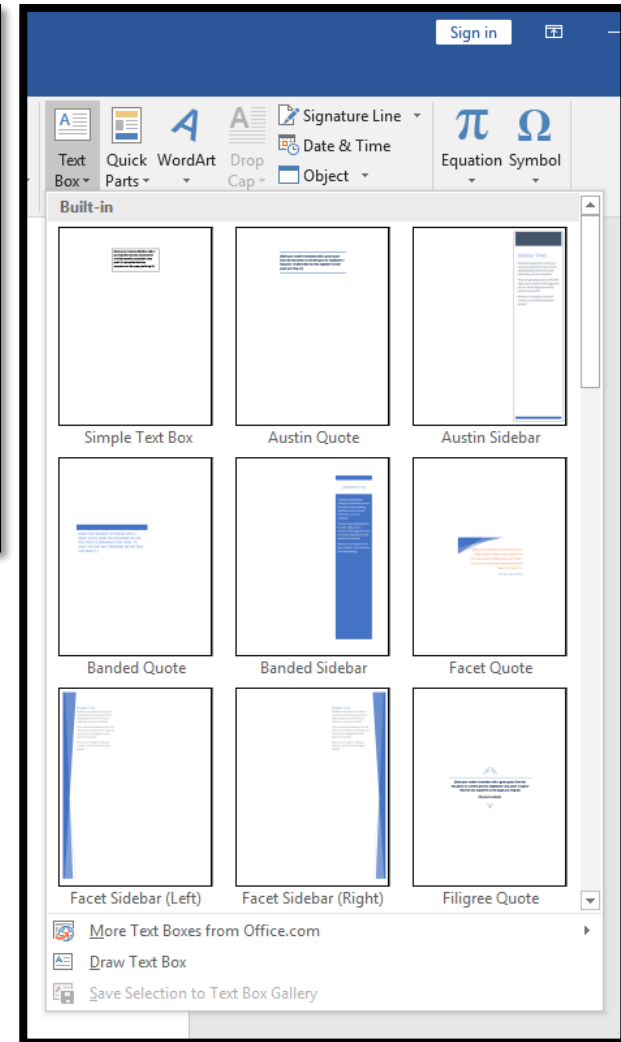 Sign in
Signature Line
Date & Time
Object
Text Box
Quick Parts
WordArt
Drop Cap
Equation
Symbol
Built-in
Simple Text Box
Austin Quote
Austin Sidebar
Banded Quote
Banded Sidebar
Facet Quote
Facet Sidebar (Left)
Facet Sidebar (Right)
Filigree Quote
More Text Boxes from Office.com
Draw Text Box
Save Selection to Text Box Gallery